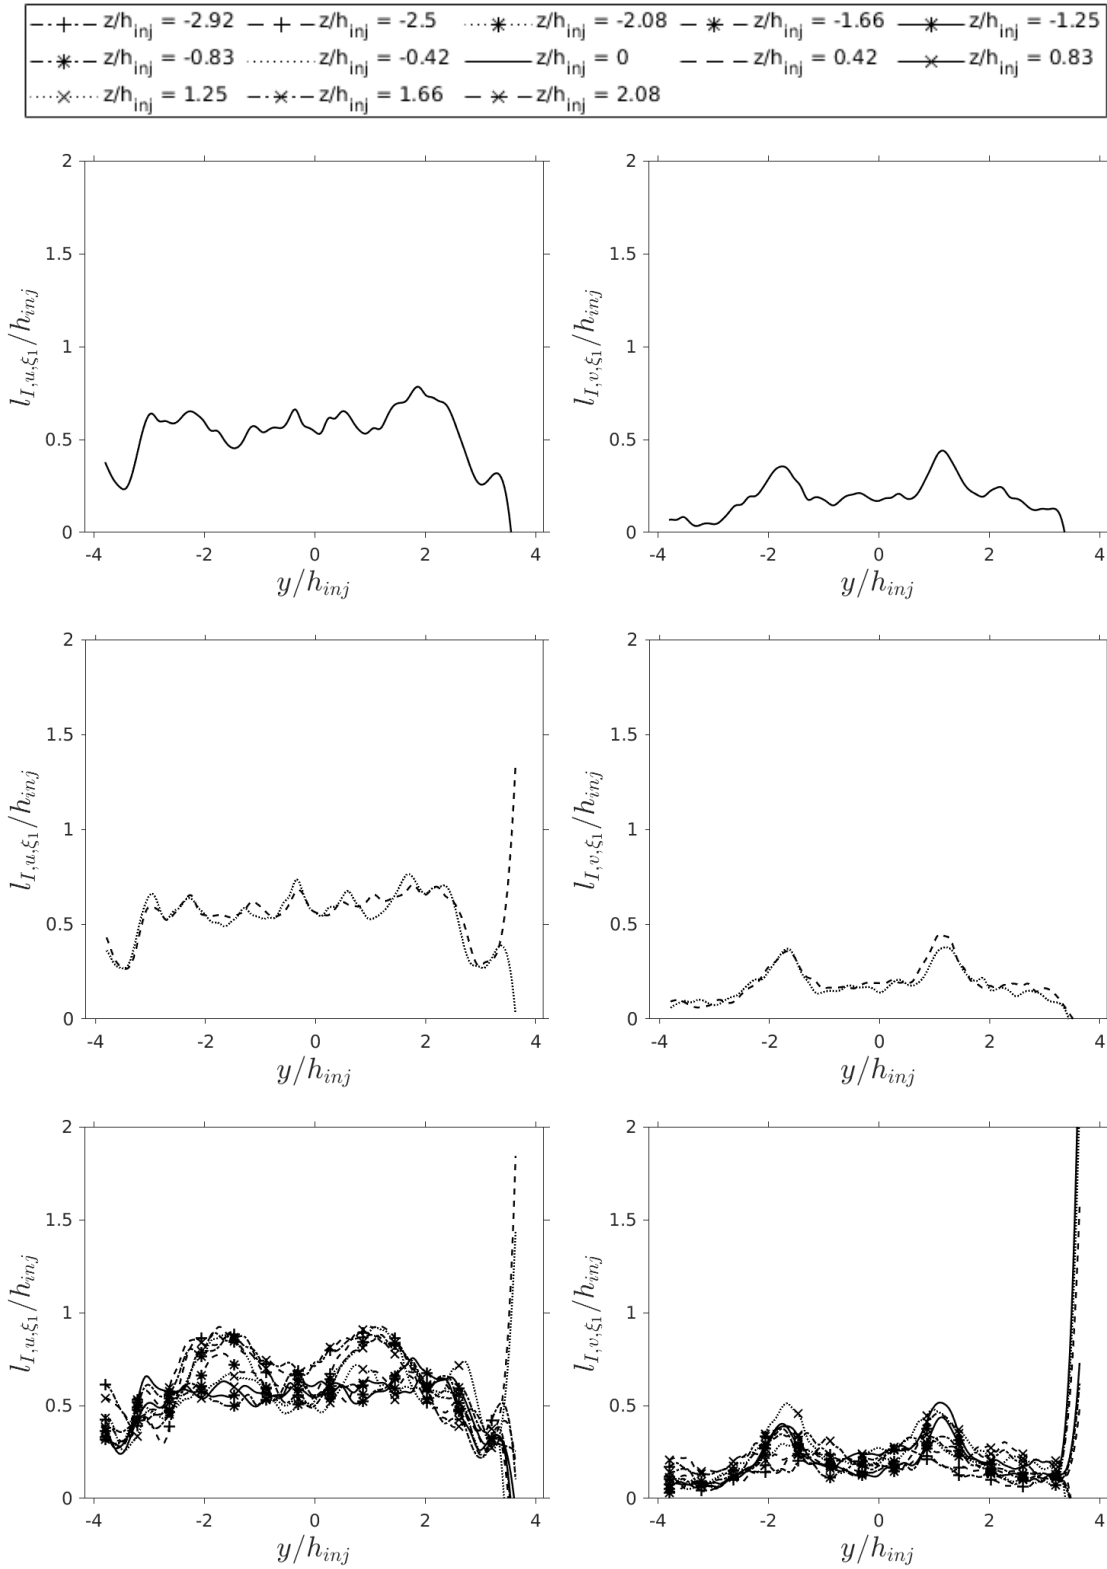 z/h_inj = -2.92 z/h_inj = -2.5 z/h_inj = -2.08 z/h_inj = -1.66 z/h_inj = -1.25
z/h_inj = -0.83 z/h_inj = -0.42 z/h_inj = 0 z/h_inj = 0.42 z/h_inj = 0.83
z/h_inj = 1.25 z/h_inj = 1.66 z/h_inj = 2.08
l_{I,u,ξ1}/h_inj
2
1.5
1
0.5
0
-4 -2 0 2 4
y/h_inj
l_{I,v,ξ1}/h_inj
2
1.5
1
0.5
0
-4 -2 0 2 4
y/h_inj
l_{I,u,ξ1}/h_inj
2
1.5
1
0.5
0
-4 -2 0 2 4
y/h_inj
l_{I,v,ξ1}/h_inj
2
1.5
1
0.5
0
-4 -2 0 2 4
y/h_inj
l_{I,u,ξ1}/h_inj
2
1.5
1
0.5
0
-4 -2 0 2 4
y/h_inj
l_{I,v,ξ1}/h_inj
2
1.5
1
0.5
0
-4 -2 0 2 4
y/h_inj